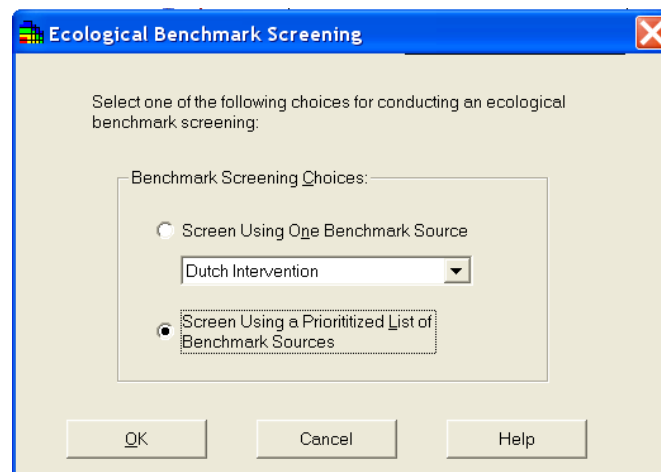 Ecological Benchmark Screening
Select one of the following choices for conducting an ecological
benchmark screening:
Benchmark Screening Choices:
Screen Using One Benchmark Source
Dutch Intervention
Screen Using a Priorititized List of
Benchmark Sources
OK
Cancel
Help